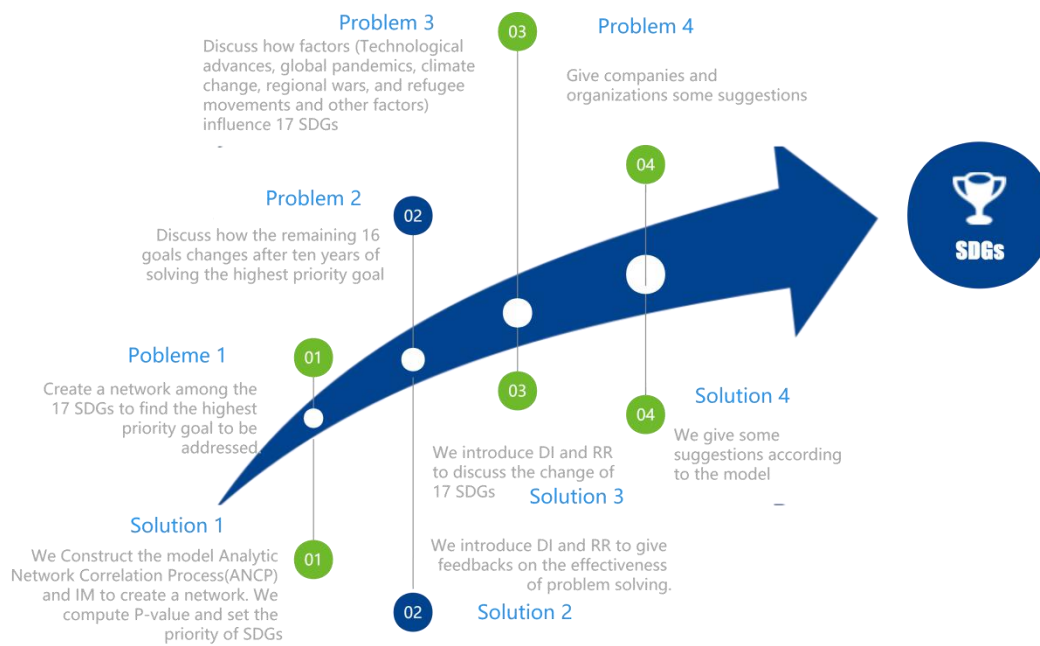 Problem 3
Discuss how factors (Technological
advances, global pandemics, climate
change, regional wars, and refugee
movements and other factors)
influence 17 SDGs
03
Problem 4
Give companies and
organizations some suggestions
04
SDGs
Problem 2
Discuss how the remaining 16
goals changes after ten years of
solving the highest priority goal
02
Pobleme 1
Create a network among the
17 SDGs to find the highest
priority goal to be
addressed.
01
03
04
Solution 4
We give some
suggestions according
to the model
We introduce DI and RR
to discuss the change of
17 SDGs
Solution 3
Solution 1
We Construct the model Analytic
Network Correlation Process(ANCP)
and IM to create a network. We
compute P-value and set the
priority of SDGs
01
We introduce DI and RR to give
feedbacks on the effectiveness
of problem solving.
02
Solution 2